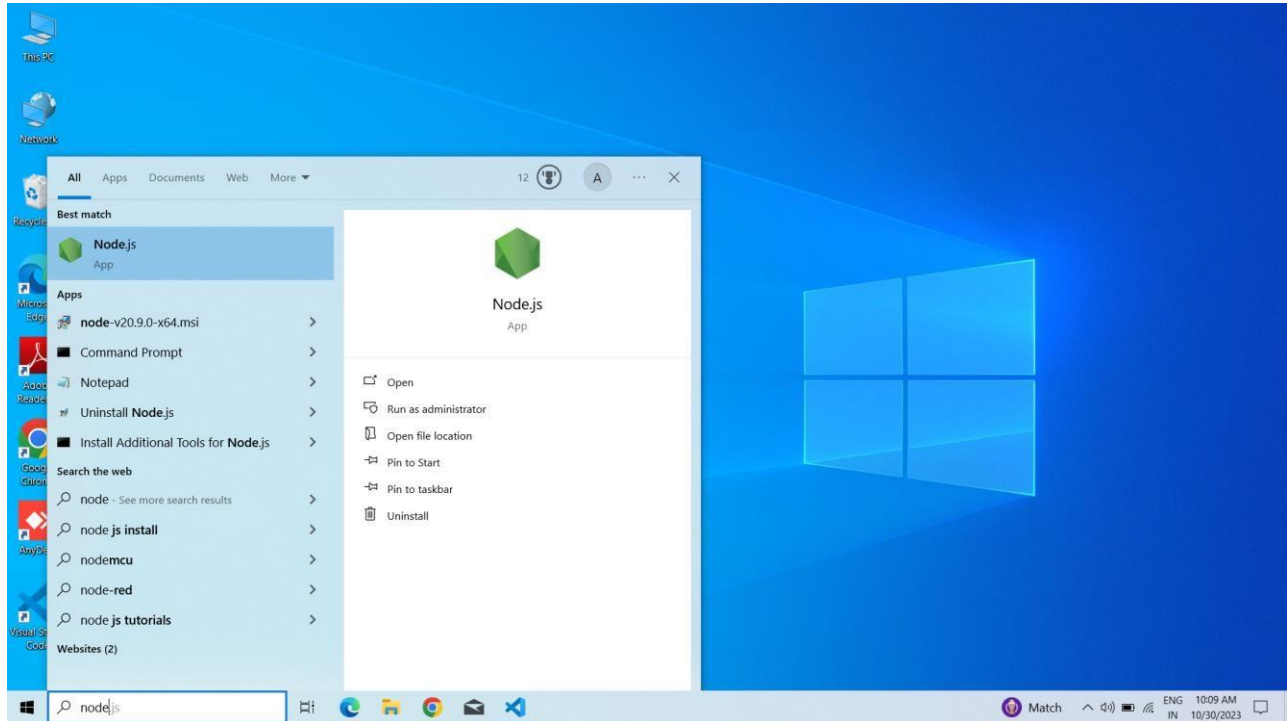 This PC
Network
All Apps Documents Web More
12 A ...
Best match
Node.js
App
Apps
node-v20.9.0-x64.msi
Command Prompt
Notepad
Uninstall Node.js
Install Additional Tools for Node.js
Search the web
node - See more search results
node js install
nodemcu
node-red
node js tutorials
Websites (2)
Node.js
App
Open
Run as administrator
Open file location
Pin to Start
Pin to taskbar
Uninstall
Recycle
Micros
Edge
Adob
Reade
Goog
Chron
AnyDe
Visual St
Code
nodejs
Match
ENG
IN
10:09 AM
10/30/2023